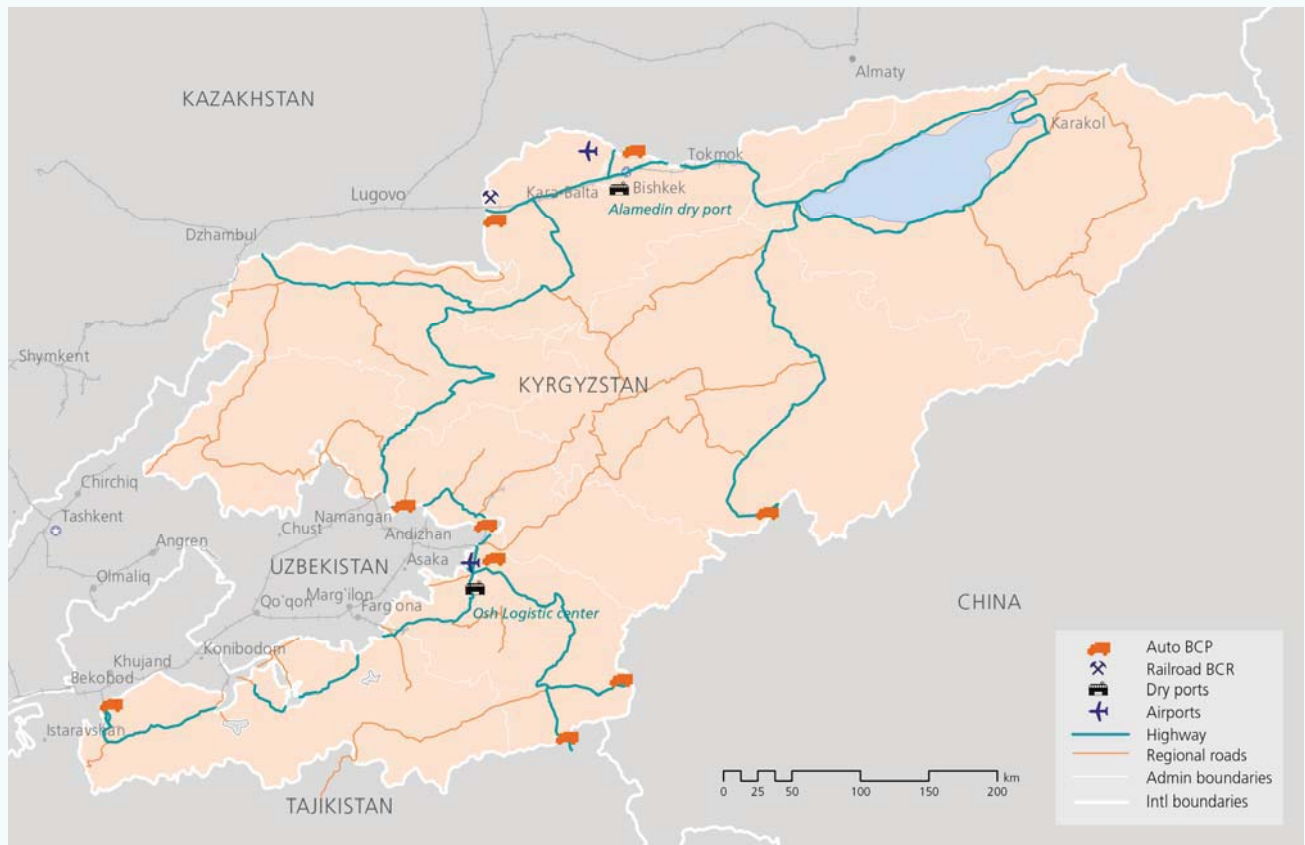 Almaty
KAZAKHSTAN
Karakol
Tokmok
Lugovo
Kara-Balta
Bishkek
Alamedin dry port
Dzhambul
Shymkent
KYRGYZSTAN
Chirchiq
Namangan
Tashkent
Chust
Andizhan
Angren
Asaka
UZBEKISTAN
Olmaliq
Marg`ilon
Qo`qon
Farg`ona
Osh Logistic center
CHINA
Konibodom
Khujand
Bekobod
Istaravshan
TAJIKISTAN
Auto BCP
Railroad BCR
Dry ports
Airports
Highway
Regional roads
Admin boundaries
Intl boundaries
km
0 25 50 100 150 200